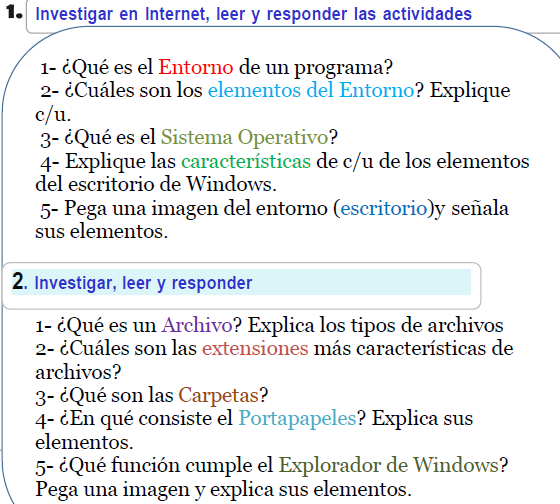 1. Investigar en Internet, leer y responder las actividades
1- ¿Qué es el Entorno de un programa?
2- ¿Cuáles son los elementos del Entorno? Explique
c/u.
3- ¿Qué es el Sistema Operativo?
4- Explique las características de c/u de los elementos
del escritorio de Windows.
5- Pega una imagen del entorno (escritorio)y señala
sus elementos.
2. Investigar, leer y responder
1- ¿Qué es un Archivo? Explica los tipos de archivos
2- ¿Cuáles son las extensiones más características de
archivos?
3- ¿Qué son las Carpetas?
4- ¿En qué consiste el Portapapeles? Explica sus
elementos.
5- ¿Qué función cumple el Explorador de Windows?
Pega una imagen y explica sus elementos.